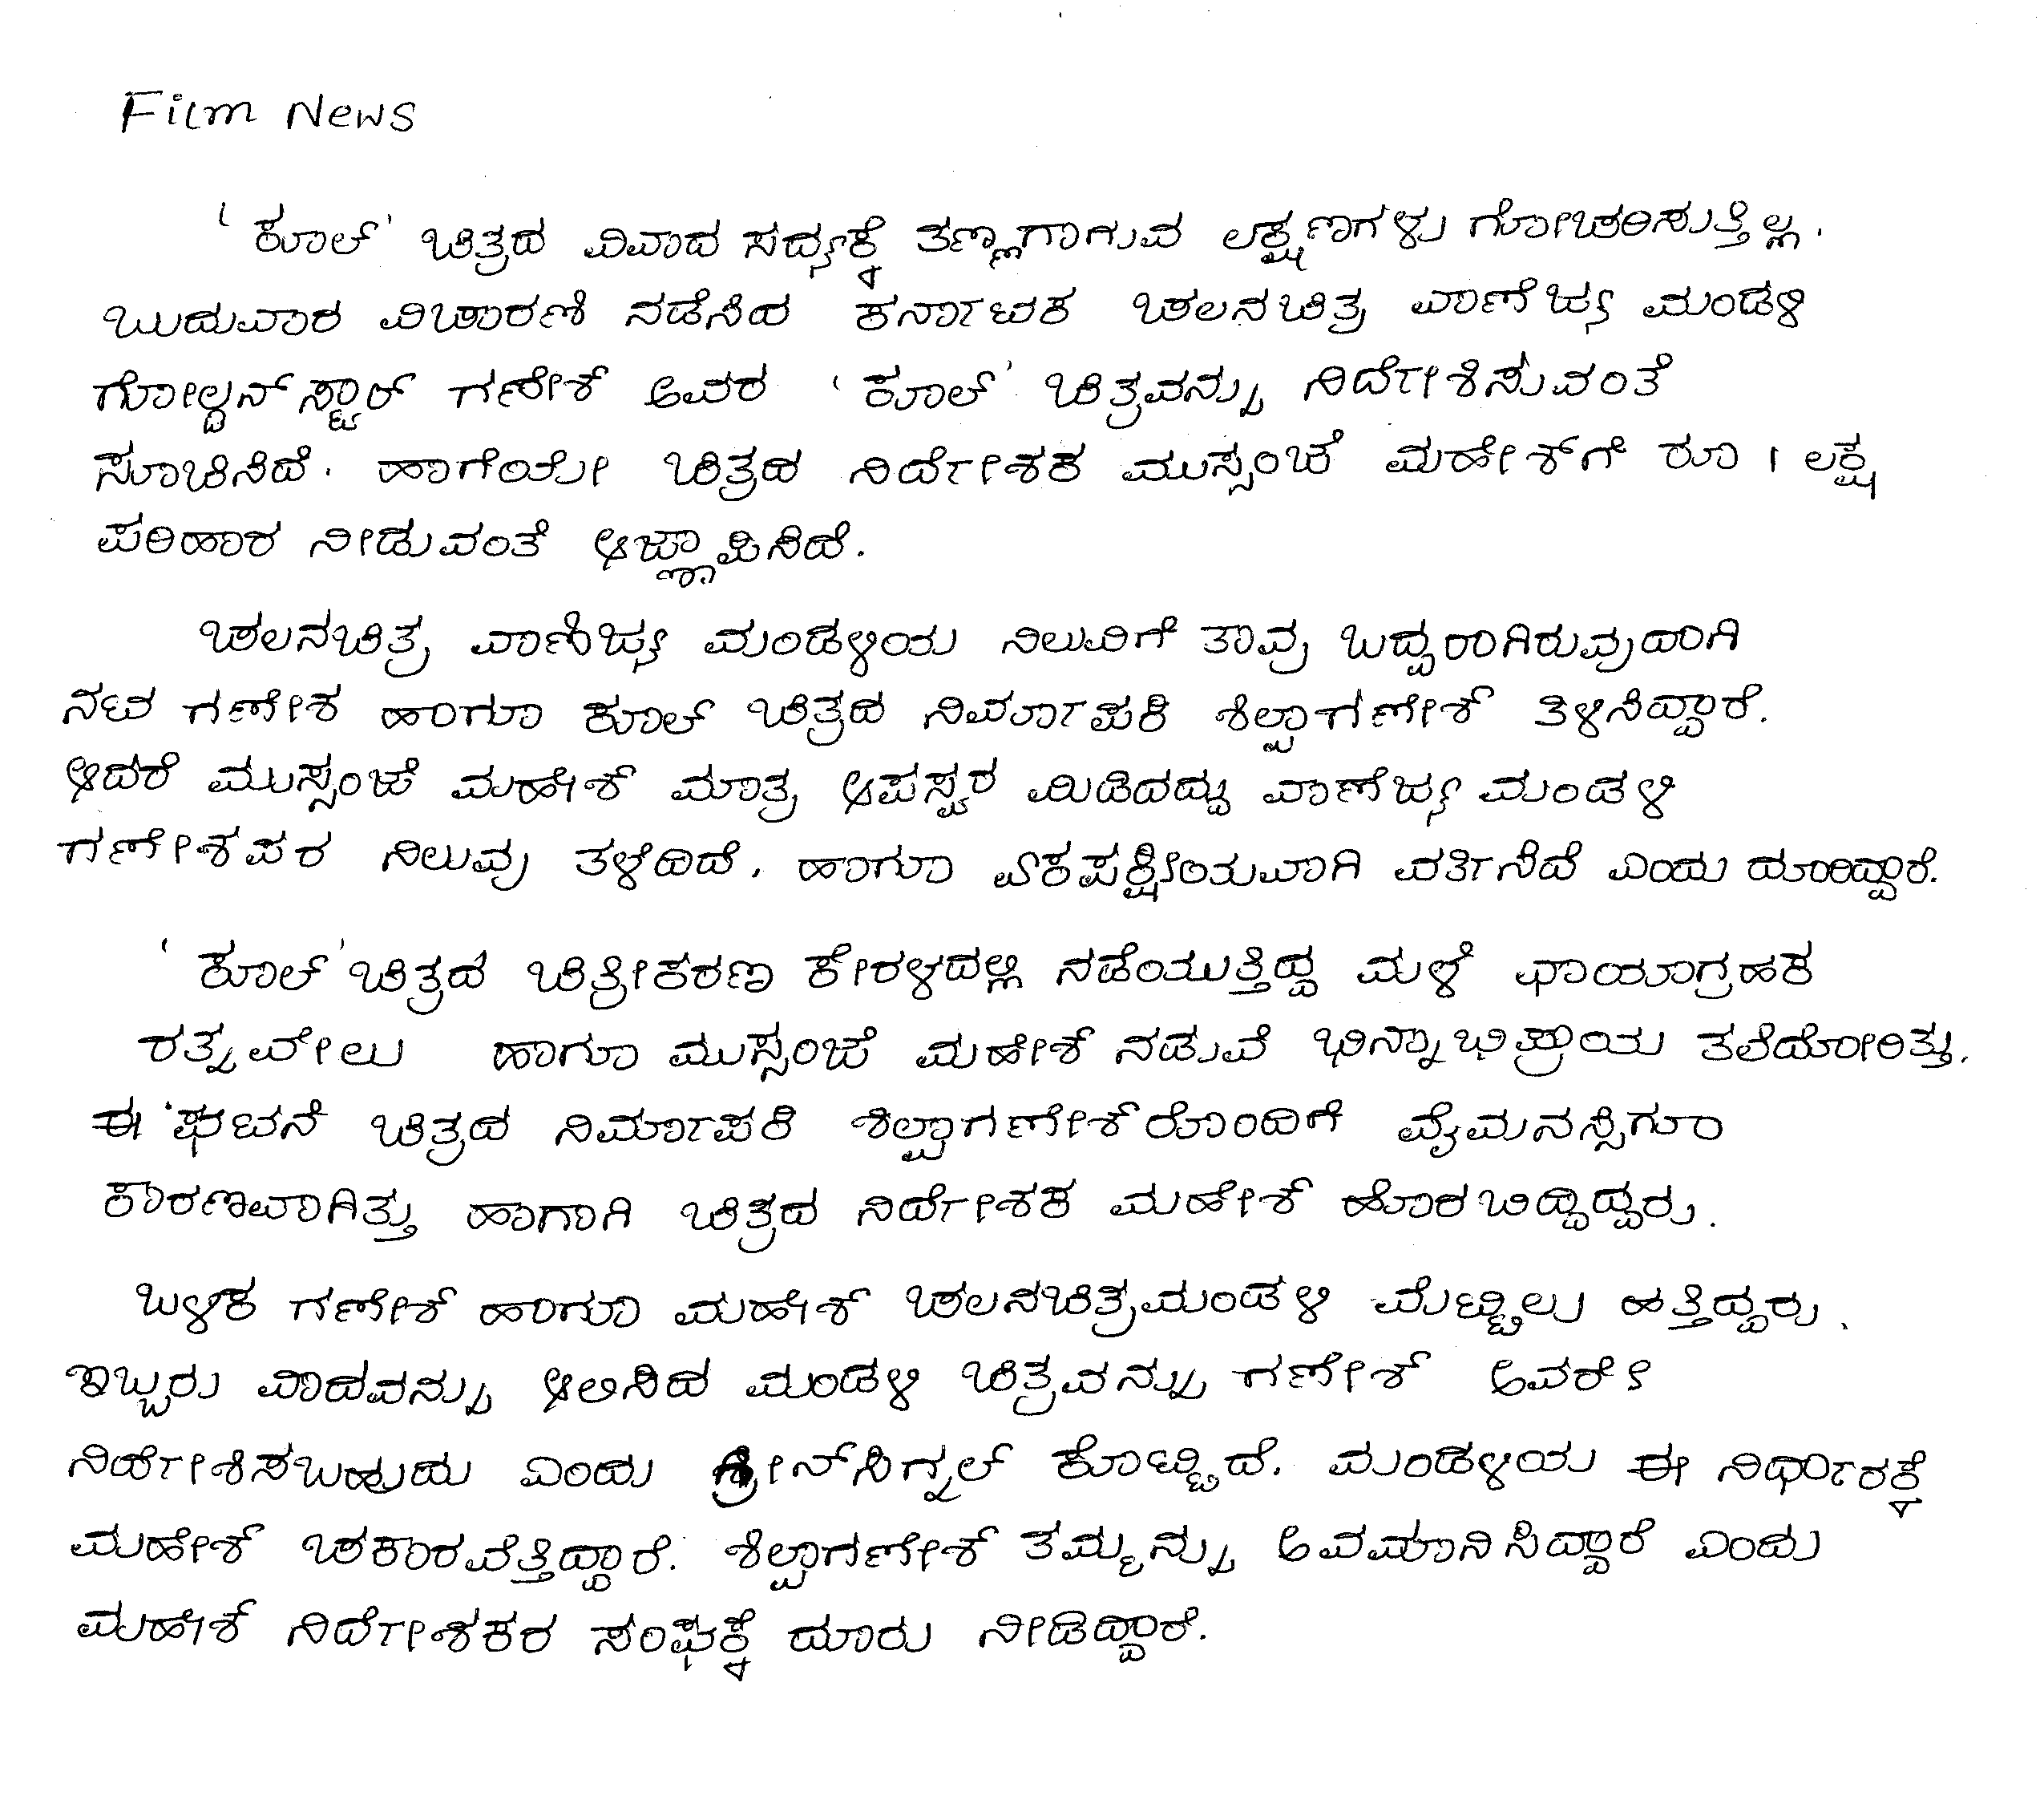 Film News
'ಕೂಲ್' ಚಿತ್ರದ ವಿವಾದ ಸದ್ಯಕ್ಕೆ ತಣ್ಣಗಾಗುವ ಲಕ್ಷಣಗಳು ಗೋಚರಿಸುತ್ತಿಲ್ಲ.
ಬುದುವಾರ ವಿಚಾರಣೆ ನಡೆಸಿದ ಕರ್ನಾಟಕ ಚಲನಚಿತ್ರ ವಾಣಿಜ್ಯ ಮಂಡಳಿ
ಗೋಲ್ಡನ್ ಸ್ಟಾರ್ ಗಣೇಶ್ ಅವರ 'ಕೂಲ್' ಚಿತ್ರವನ್ನು ನಿರ್ದೇಶಿಸುವಂತೆ
ಸೂಚಿಸಿದೆ. ಹಾಗೆಯೇ ಚಿತ್ರದ ನಿರ್ದೇಶಕ ಮುಸ್ಸಂಜೆ ಮಹೇಶ್‌ಗೆ ರೂ 1 ಲಕ್ಷ
ಪರಿಹಾರ ನೀಡುವಂತೆ ಆಜ್ಞಾಪಿಸಿದೆ.
ಚಲನಚಿತ್ರ ವಾಣಿಜ್ಯ ಮಂಡಳಿಯ ನಿಲುವಿಗೆ ತಾವು ಬದ್ದರಾಗಿರುವುದಾಗಿ
ನಟ ಗಣೇಶ ಹಾಗೂ ಕೂಲ್ ಚಿತ್ರದ ನಿರ್ಮಾಪಕಿ ಶಿಲ್ಪಾಗಣೇಶ್ ತಿಳಿಸಿದ್ದಾರೆ.
ಆದರೆ ಮುಸ್ಸಂಜೆ ಮಹೇಶ್ ಮಾತ್ರ ಅಪಸ್ವರ ಮಿಡಿದದ್ದು ವಾಣಿಜ್ಯ ಮಂಡಳಿ
ಗಣೇಶಪರ ನಿಲುವು ತಳೆದಿದೆ. ಹಾಗೂ ಏಕಪಕ್ಷೀಯವಾಗಿ ವರ್ತಿಸಿದೆ ಎಂದು ದೂರಿದ್ದಾರೆ.
'ಕೂಲ್' ಚಿತ್ರದ ಚಿತ್ರೀಕರಣ ಕೇರಳದಲ್ಲಿ ನಡೆಯುತ್ತಿದ್ದ ಮಳೆ ಛಾಯಾಗ್ರಹಕ
ರತ್ನವೇಲು ಹಾಗೂ ಮುಸ್ಸಂಜೆ ಮಹೇಶ್ ನಡುವೆ ಭಿನ್ನಾಭಿಪ್ರಾಯ ತಲೆದೋರಿತ್ತು.
ಈ ಘಟನೆ ಚಿತ್ರದ ನಿರ್ಮಾಪಕಿ ಶಿಲ್ಪಾಗಣೇಶ್‌ರೊಂದಿಗೆ ವೈಮನಸ್ಸಿಗೂ
ಕಾರಣವಾಗಿತ್ತು ಹಾಗಾಗಿ ಚಿತ್ರದ ನಿರ್ದೇಶಕ ಮಹೇಶ್ ಹೊರಬಿದ್ದಿದ್ದರು.
ಬಳಿಕ ಗಣೇಶ್ ಹಾಗೂ ಮಹೇಶ್ ಚಲನಚಿತ್ರಮಂಡಳಿ ಮೆಟ್ಟಿಲು ಹತ್ತಿದ್ದರು.
ಇಬ್ಬರು ವಾದವನ್ನು ಆಲಿಸಿದ ಮಂಡಳಿ ಚಿತ್ರವನ್ನು ಗಣೇಶ್ ಅವರೇ
ನಿರ್ದೇಶಿಸಬಹುದು ಎಂದು ಗ್ರೀನ್‌ಸಿಗ್ನಲ್ ಕೊಟ್ಟಿದೆ. ಮಂಡಳಿಯ ಈ ನಿರ್ಧಾರಕ್ಕೆ
ಮಹೇಶ್ ಚಕಾರವೆತ್ತಿದ್ದಾರೆ. ಶಿಲ್ಪಾಗಣೇಶ್ ತಮ್ಮನ್ನು ಅವಮಾನಿಸಿದ್ದಾರೆ ಎಂದು
ಮಹೇಶ್ ನಿರ್ದೇಶಕರ ಸಂಘಕ್ಕೆ ದೂರು ನೀಡಿದ್ದಾರೆ.